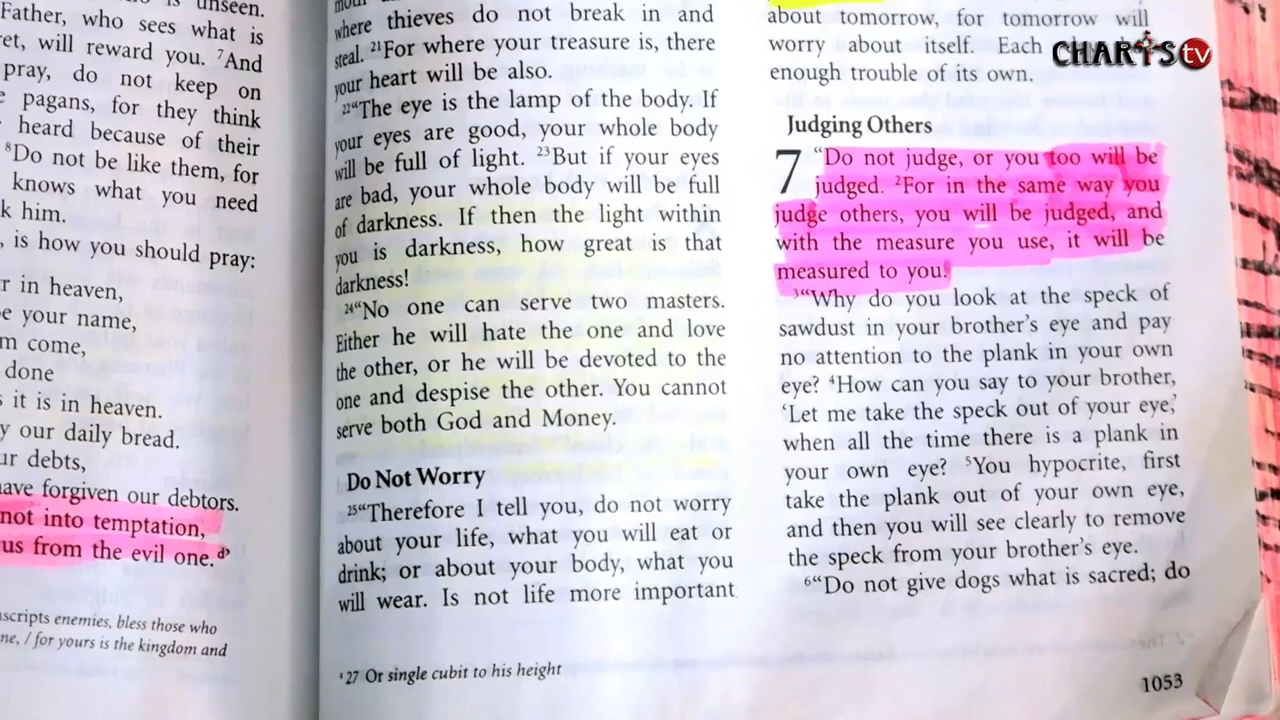 is unseen.
Father, who sees what is
ret, will reward you. ⁷And
pray, do not keep on
pagans, for they think
heard because of their
⁸Do not be like them, for
knows what you need
k him.
, is how you should pray:
r in heaven,
e your name,
m come,
done
s it is in heaven.
y our daily bread.
ur debts,
have forgiven our debtors.
not into temptation,
us from the evil one.ᵈ’
scripts enemies, bless those who
ne, / for yours is the kingdom and
where thieves do not break in and
steal. ²¹For where your treasure is, there
your heart will be also.
²²“The eye is the lamp of the body. If
your eyes are good, your whole body
will be full of light. ²³But if your eyes
are bad, your whole body will be full
of darkness. If then the light within
you is darkness, how great is that
darkness!
²⁴“No one can serve two masters.
Either he will hate the one and love
the other, or he will be devoted to the
one and despise the other. You cannot
serve both God and Money.
Do Not Worry
²⁵“Therefore I tell you, do not worry
about your life, what you will eat or
drink; or about your body, what you
will wear. Is not life more important
27 Or single cubit to his height
about tomorrow, for tomorrow will
worry about itself. Each
enough trouble of its own.
Judging Others
7 “Do not judge, or you too will be
judged. ²For in the same way you
judge others, you will be judged, and
with the measure you use, it will be
measured to you.
³“Why do you look at the speck of
sawdust in your brother’s eye and pay
no attention to the plank in your own
eye? ⁴How can you say to your brother,
‘Let me take the speck out of your eye,’
when all the time there is a plank in
your own eye? ⁵You hypocrite, first
take the plank out of your own eye,
and then you will see clearly to remove
the speck from your brother’s eye.
⁶“Do not give dogs what is sacred; do
1053
CHARIS tv